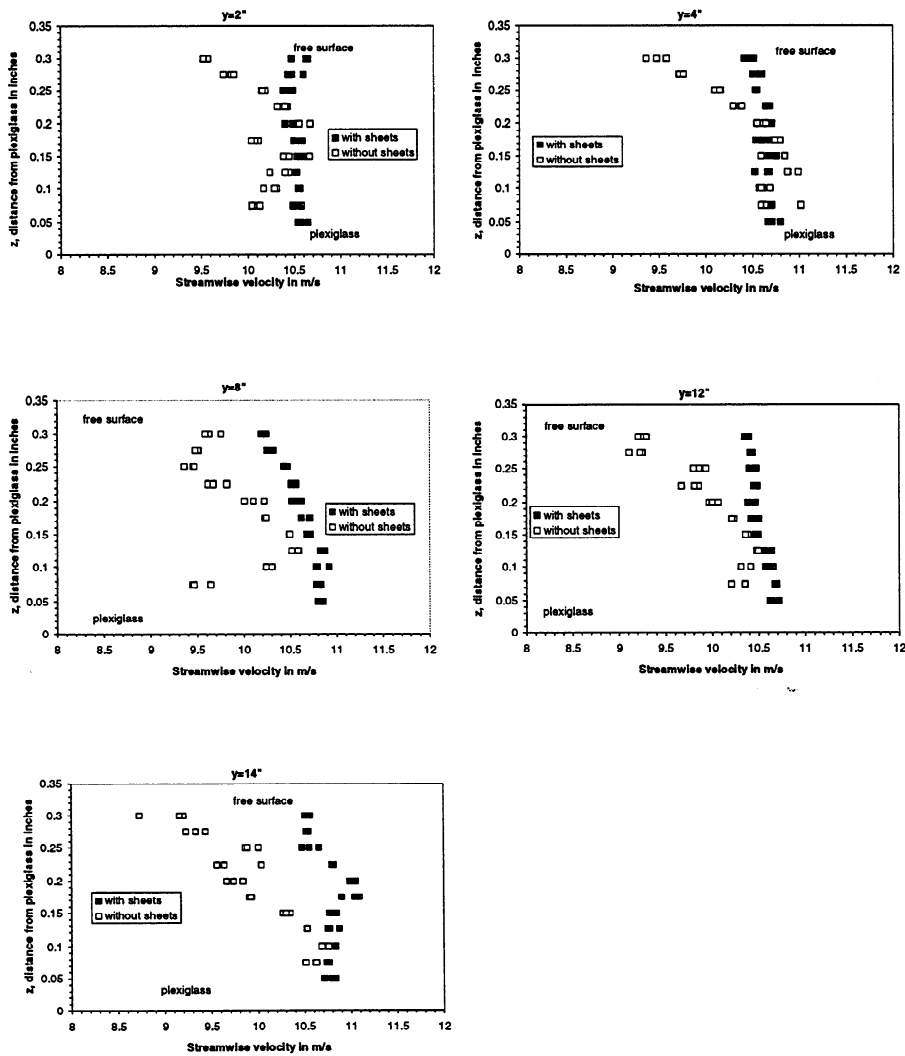 y=2"
z, distance from plexiglass in inches
0.35
0.3
0.25
0.2
0.15
0.1
0.05
0
free surface
with sheets
without sheets
plexiglass
8 8.5 9 9.5 10 10.5 11 11.5 12
Streamwise velocity in m/s
y=4"
z, distance from plexiglass in inches
0.35
0.3
0.25
0.2
0.15
0.1
0.05
0
free surface
with sheets
without sheets
plexiglass
8 8.5 9 9.5 10 10.5 11 11.5 12
Streamwise velocity in m/s
y=8"
z, distance from plexiglass in inches
0.35
0.3
0.25
0.2
0.15
0.1
0.05
0
free surface
with sheets
without sheets
plexiglass
8 8.5 9 9.5 10 10.5 11 11.5 12
Streamwise velocity in m/s
y=12"
z, distance from plexiglass in inches
0.35
0.3
0.25
0.2
0.15
0.1
0.05
0
free surface
with sheets
without sheets
plexiglass
8 8.5 9 9.5 10 10.5 11 11.5 12
Streamwise velocity in m/s
y=14"
z, distance from plexiglass in inches
0.35
0.3
0.25
0.2
0.15
0.1
0.05
0
free surface
with sheets
without sheets
plexiglass
8 8.5 9 9.5 10 10.5 11 11.5 12
Streamwise velocity in m/s